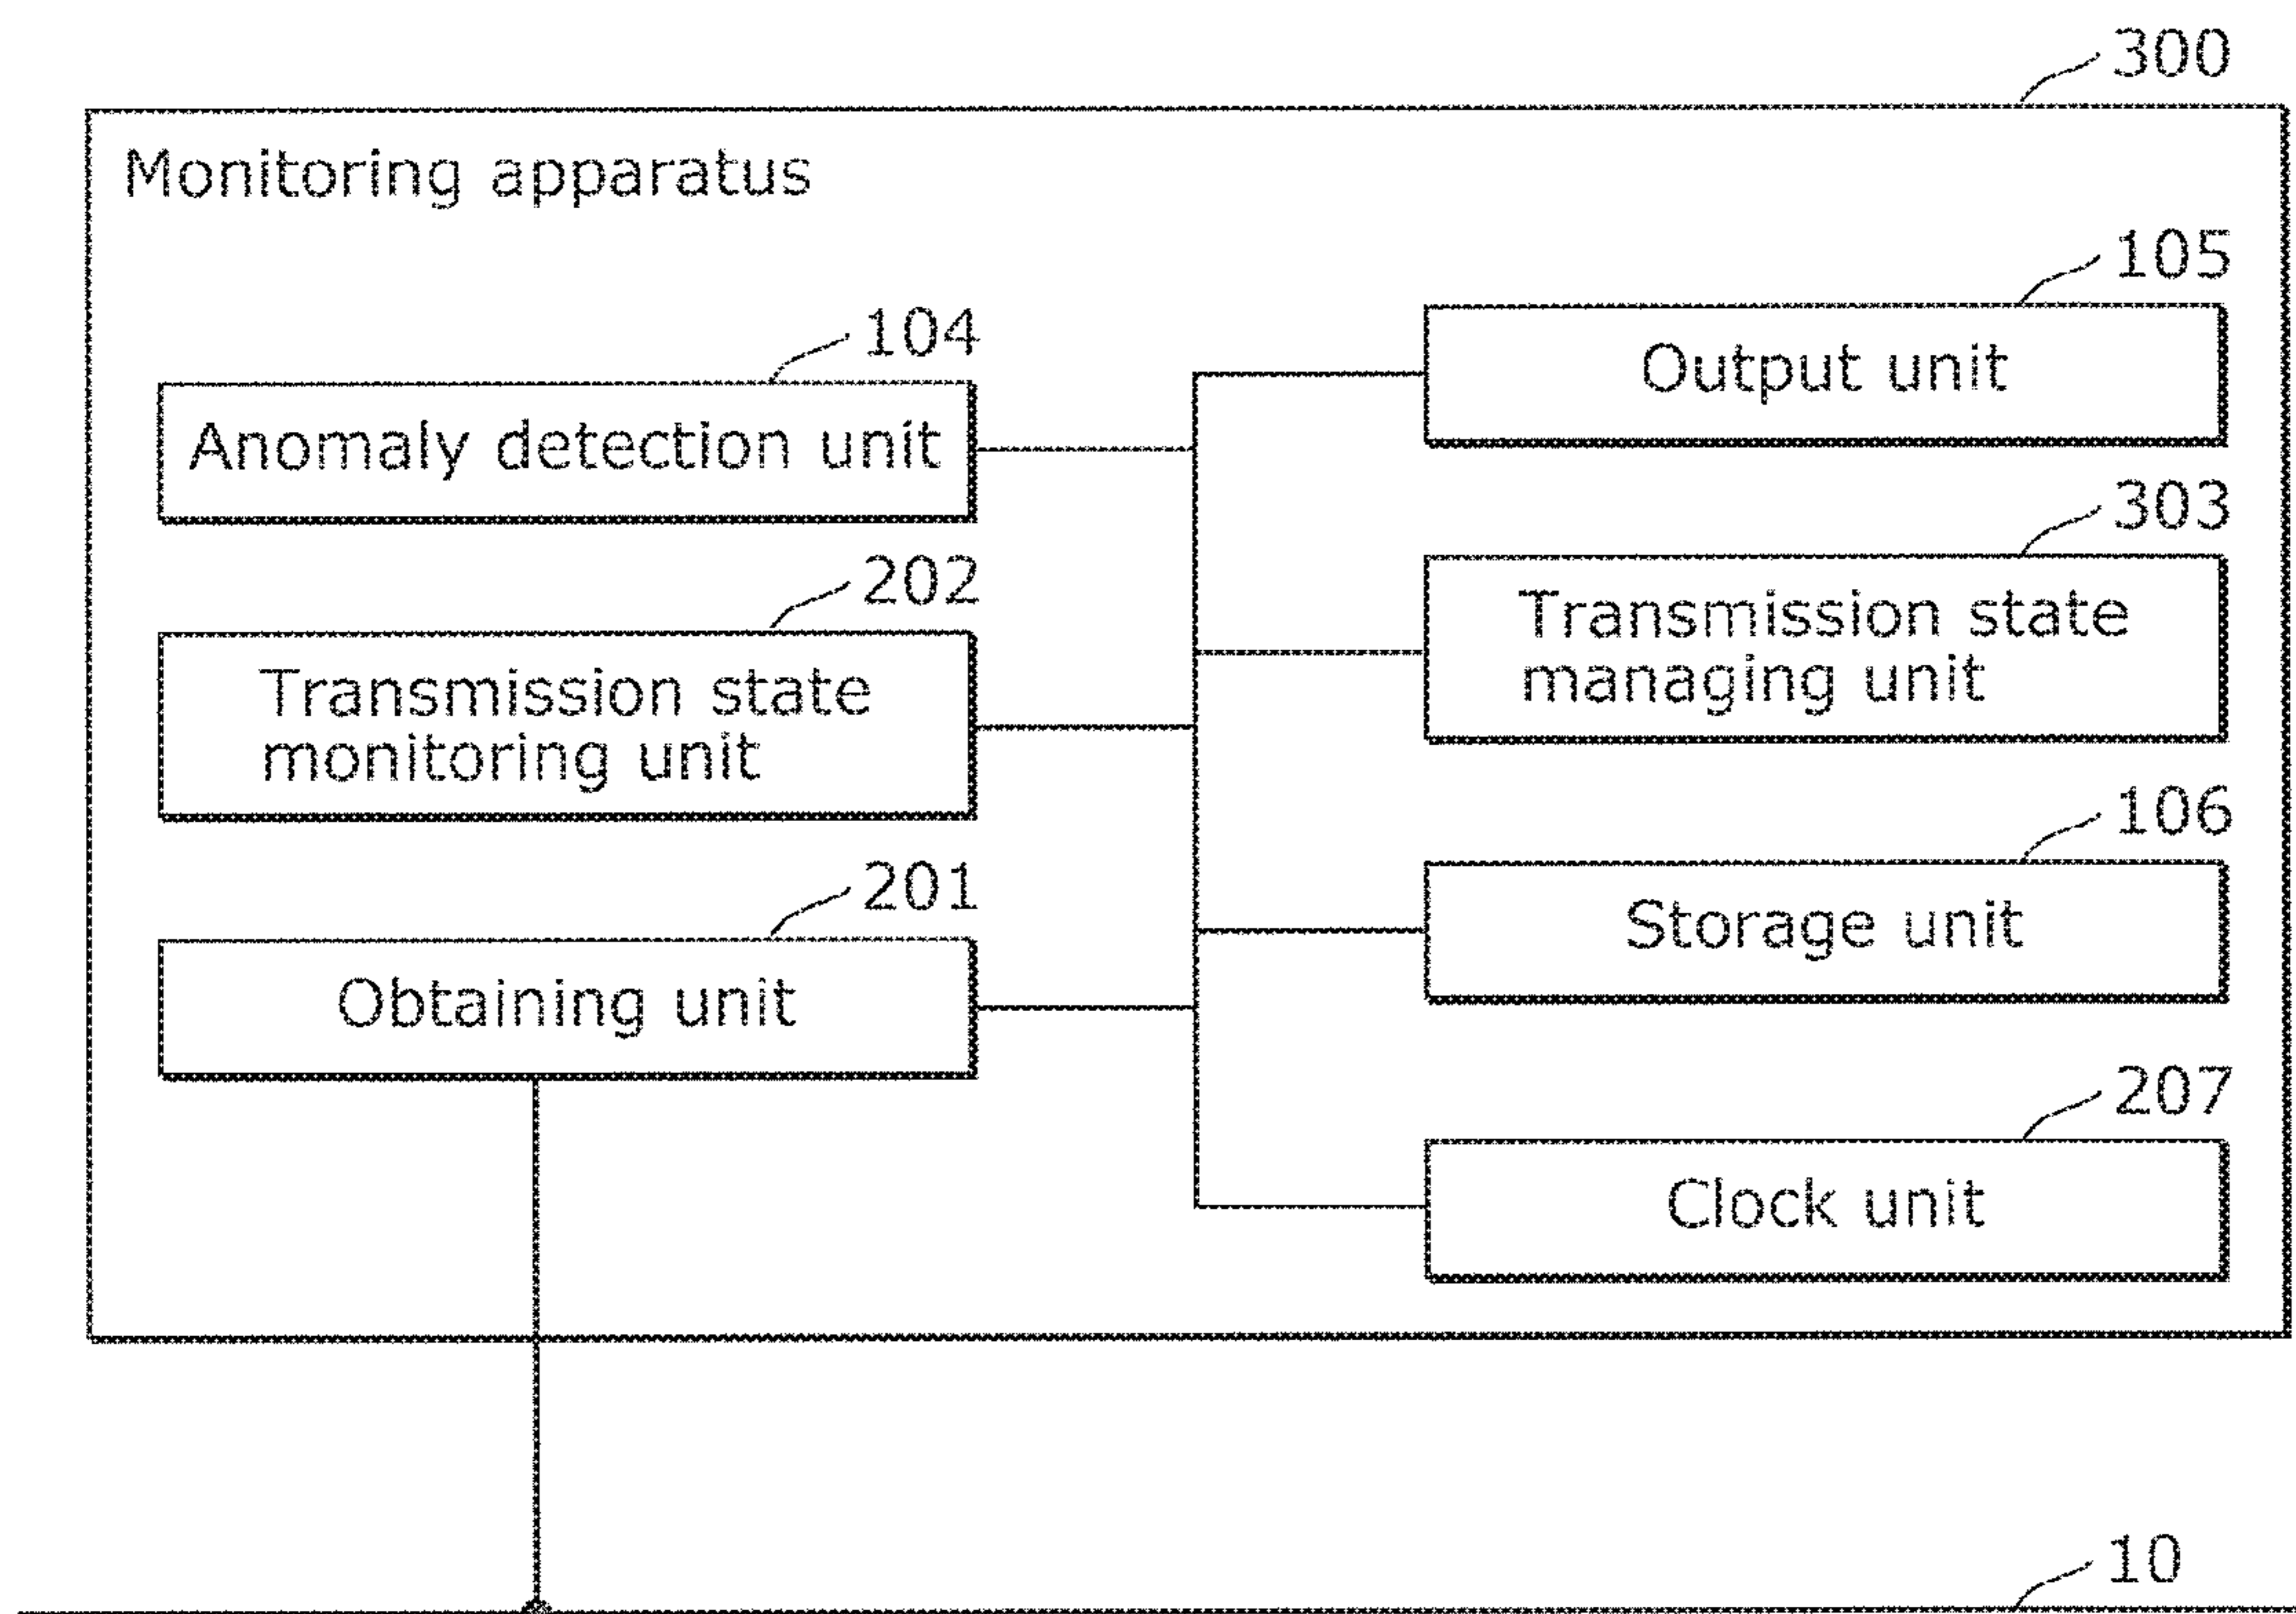 300
Monitoring apparatus
105
Output unit
104
Anomaly detection unit
303
Transmission state
managing unit
202
Transmission state
monitoring unit
106
Storage unit
201
Obtaining unit
207
Clock unit
10